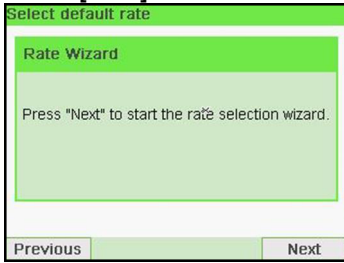 Select default rate
Rate Wizard
Press "Next" to start the rate selection wizard.
Previous
Next